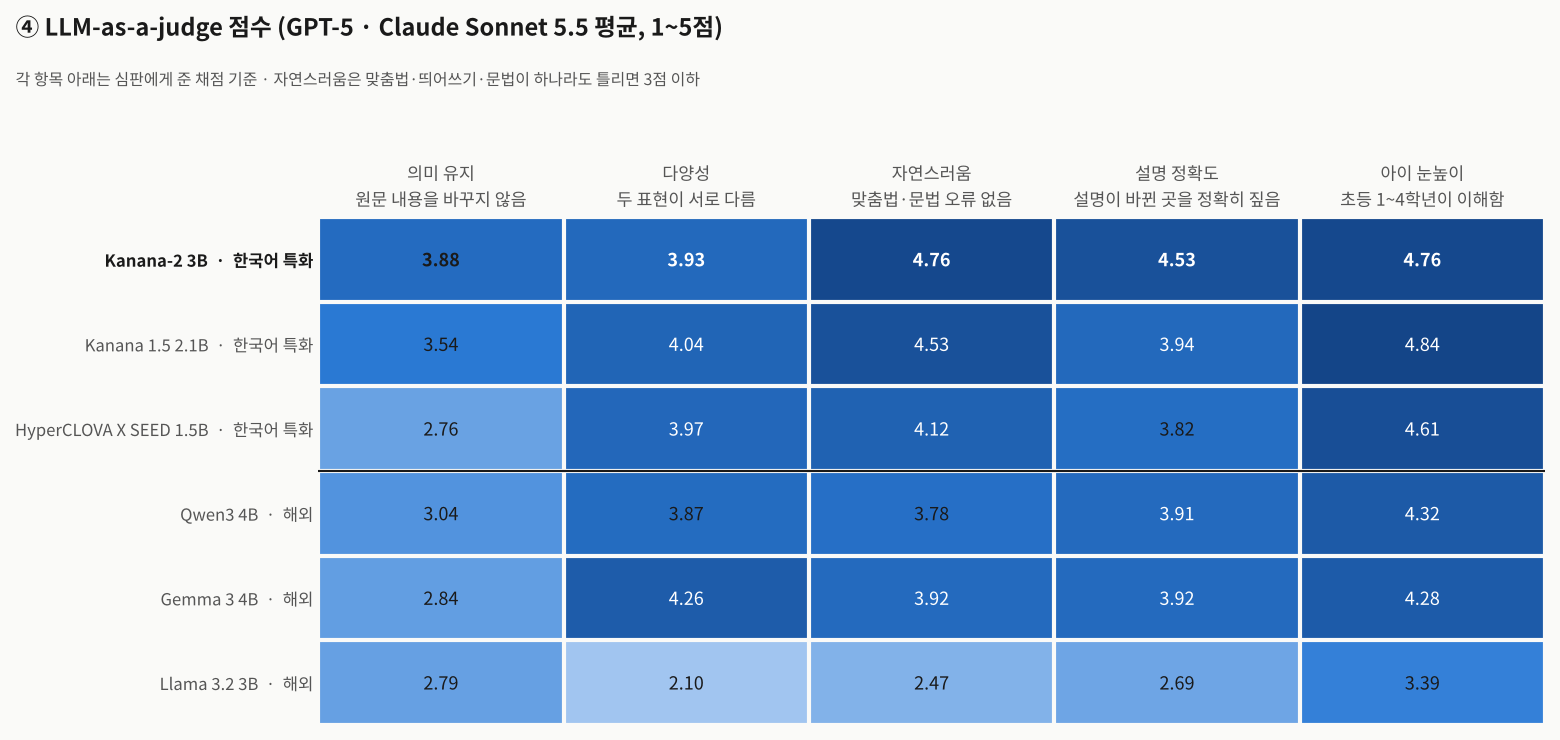 ④ LLM-as-a-judge 점수 (GPT-5 · Claude Sonnet 5.5 평균, 1~5점)
각 항목 아래는 심판에게 준 채점 기준 · 자연스러움은 맞춤법·띄어쓰기·문법이 하나라도 틀리면 3점 이하
의미 유지 다양성 자연스러움 설명 정확도 아이 눈높이
원문 내용을 바꾸지 않음 두 표현이 서로 다름 맞춤법·문법 오류 없음 설명이 바뀐 곳을 정확히 짚음 초등 1~4학년이 이해함
Kanana-2 3B · 한국어 특화 3.88 3.93 4.76 4.53 4.76
Kanana 1.5 2.1B · 한국어 특화 3.54 4.04 4.53 3.94 4.84
HyperCLOVA X SEED 1.5B · 한국어 특화 2.76 3.97 4.12 3.82 4.61
Qwen3 4B · 해외 3.04 3.87 3.78 3.91 4.32
Gemma 3 4B · 해외 2.84 4.26 3.92 3.92 4.28
Llama 3.2 3B · 해외 2.79 2.10 2.47 2.69 3.39